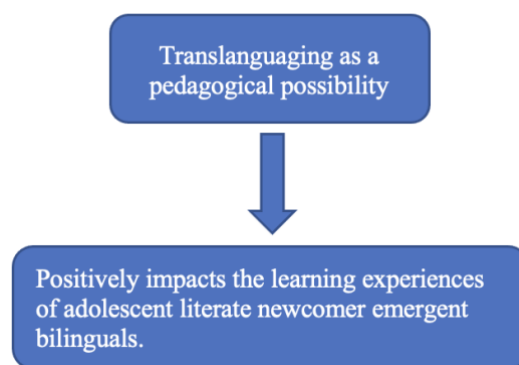 Translanguaging as a
pedagogical possibility
Positively impacts the learning experiences
of adolescent literate newcomer emergent
bilinguals.